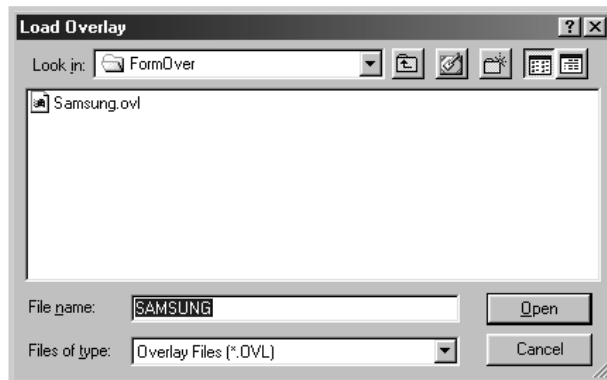 Load Overlay
Look in: FormOver
Samsung.ovl
File name: SAMSUNG Open
Files of type: Overlay Files (*.OVL) Cancel